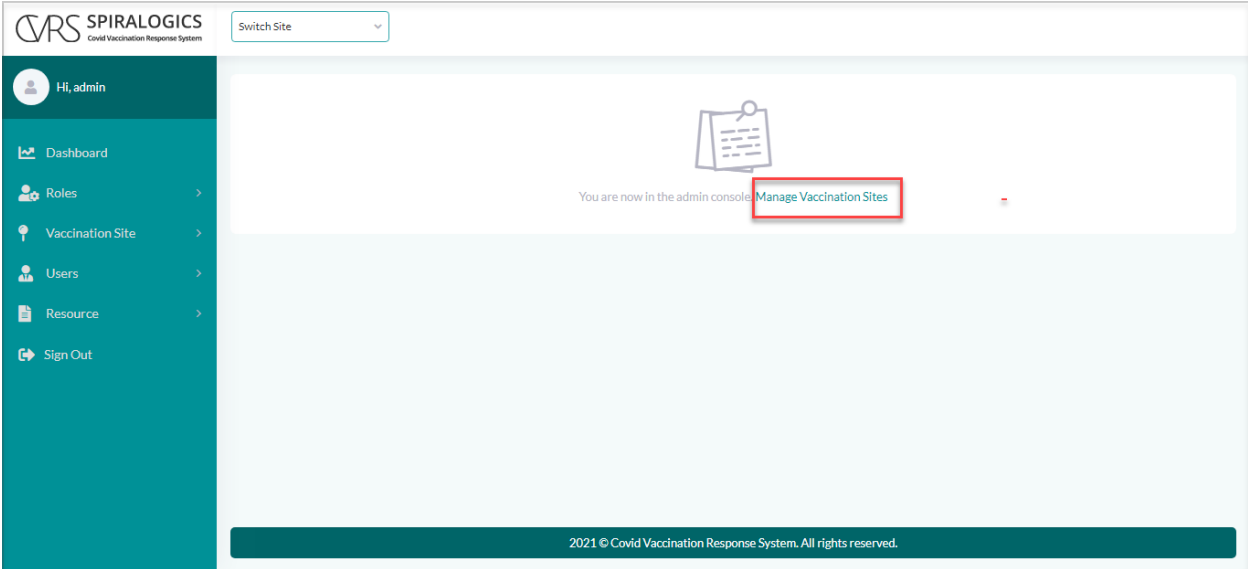 CVRS SPIRALOGICS
Covid Vaccination Response System
Switch Site
Hi, admin
Dashboard
Roles
Vaccination Site
Users
Resource
Sign Out
You are now in the admin console. Manage Vaccination Sites
2021 © Covid Vaccination Response System. All rights reserved.